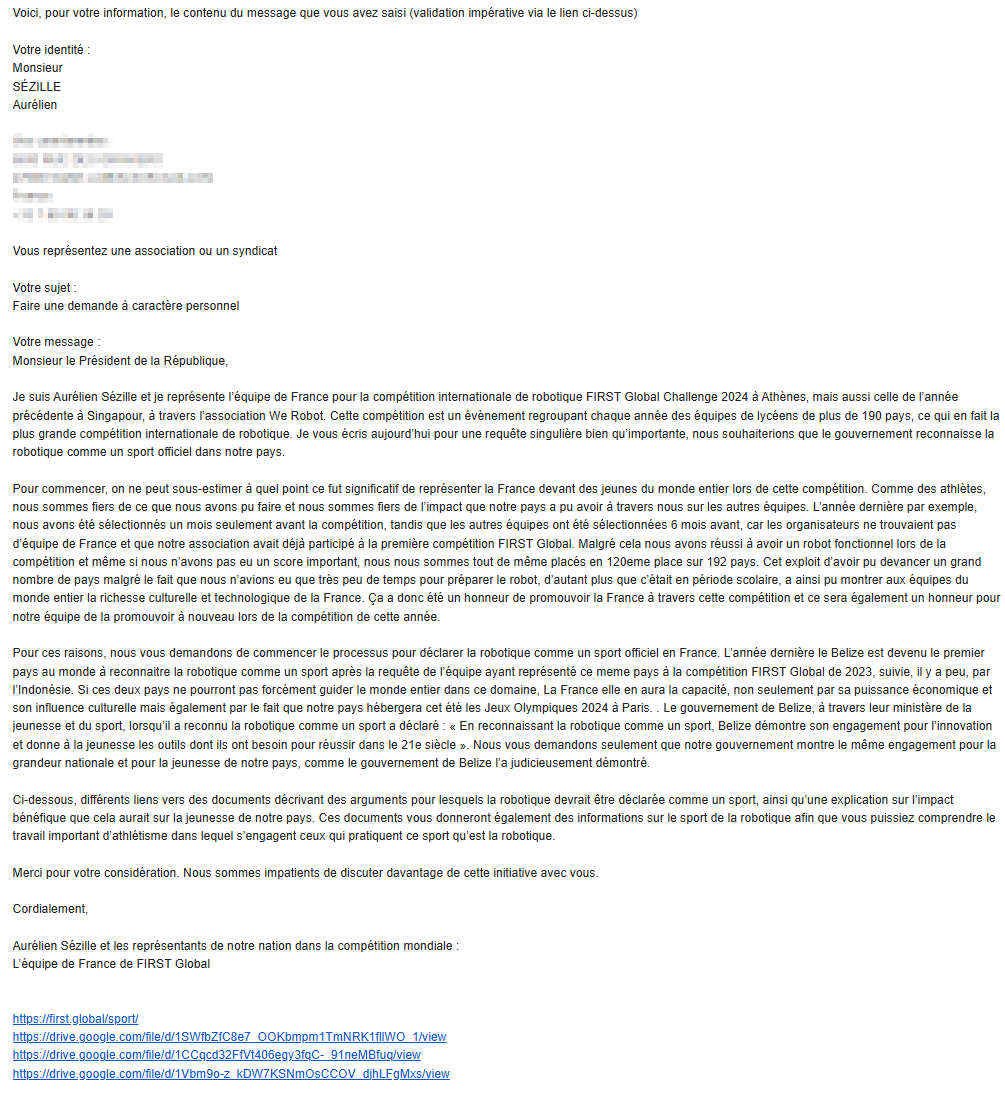 Voici, pour votre information, le contenu du message que vous avez saisi (validation impérative via le lien ci-dessus)
Votre identité :
Monsieur
SÉZILLE
Aurélien
Vous représentez une association ou un syndicat
Votre sujet :
Faire une demande à caractère personnel
Votre message :
Monsieur le Président de la République,
Je suis Aurélien Sézille et je représente l'équipe de France pour la compétition internationale de robotique FIRST Global Challenge 2024 à Athènes, mais aussi celle de l'année
précédente à Singapour, à travers l'association We Robot. Cette compétition est un évènement regroupant chaque année des équipes de lycéens de plus de 190 pays, ce qui en fait la
plus grande compétition internationale de robotique. Je vous écris aujourd'hui pour une requête singulière bien qu'importante, nous souhaiterions que le gouvernement reconnaisse la
robotique comme un sport officiel dans notre pays.
Pour commencer, on ne peut sous-estimer à quel point ce fut significatif de représenter la France devant des jeunes du monde entier lors de cette compétition. Comme des athlètes,
nous sommes fiers de ce que nous avons pu faire et nous sommes fiers de l'impact que notre pays a pu avoir à travers nous sur les autres équipes. L'année dernière par exemple,
nous avons été sélectionnés un mois seulement avant la compétition, tandis que les autres équipes ont été sélectionnées 6 mois avant, car les organisateurs ne trouvaient pas
d'équipe de France et que notre association avait déjà participé à la première compétition FIRST Global. Malgré cela nous avons réussi à avoir un robot fonctionnel lors de la
compétition et même si nous n'avons pas eu un score important, nous nous sommes tout de même placés en 120eme place sur 192 pays. Cet exploit d'avoir pu devancer un grand
nombre de pays malgré le fait que nous n'avions eu que très peu de temps pour préparer le robot, d'autant plus que c'était en période scolaire, a ainsi pu montrer aux équipes du
monde entier la richesse culturelle et technologique de la France. Ça a donc été un honneur de promouvoir la France à travers cette compétition et ce sera également un honneur pour
notre équipe de la promouvoir à nouveau lors de la compétition de cette année.
Pour ces raisons, nous vous demandons de commencer le processus pour déclarer la robotique comme un sport officiel en France. L'année dernière le Belize est devenu le premier
pays au monde à reconnaitre la robotique comme un sport après la requête de l'équipe ayant représenté ce meme pays à la compétition FIRST Global de 2023, suivie, il y a peu, par
l'Indonésie. Si ces deux pays ne pourront pas forcément guider le monde entier dans ce domaine, La France elle en aura la capacité, non seulement par sa puissance économique et
son influence culturelle mais également par le fait que notre pays hébergera cet été les Jeux Olympiques 2024 à Paris. . Le gouvernement de Belize, à travers leur ministère de la
jeunesse et du sport, lorsqu'il a reconnu la robotique comme un sport a déclaré : « En reconnaissant la robotique comme un sport, Belize démontre son engagement pour l'innovation
et donne à la jeunesse les outils dont ils ont besoin pour réussir dans le 21e siècle ». Nous vous demandons seulement que notre gouvernement montre le même engagement pour la
grandeur nationale et pour la jeunesse de notre pays, comme le gouvernement de Belize l'a judicieusement démontré.
Ci-dessous, différents liens vers des documents décrivant des arguments pour lesquels la robotique devrait être déclarée comme un sport, ainsi qu'une explication sur l'impact
bénéfique que cela aurait sur la jeunesse de notre pays. Ces documents vous donneront également des informations sur le sport de la robotique afin que vous puissiez comprendre le
travail important d'athlétisme dans lequel s'engagent ceux qui pratiquent ce sport qu'est la robotique.
Merci pour votre considération. Nous sommes impatients de discuter davantage de cette initiative avec vous.
Cordialement,
Aurélien Sézille et les représentants de notre nation dans la compétition mondiale :
L'équipe de France de FIRST Global
https://first.global/sport/
https://drive.google.com/file/d/1SWfbZfC8e7_OOKbmpm1TmNRK1fllWO_1/view
https://drive.google.com/file/d/1CCqcd32FfVt406egy3fqC-_91neMBfuq/view
https://drive.google.com/file/d/1Vbm9o-z_kDW7KSNmOsCCOV_djhLFgMxs/view